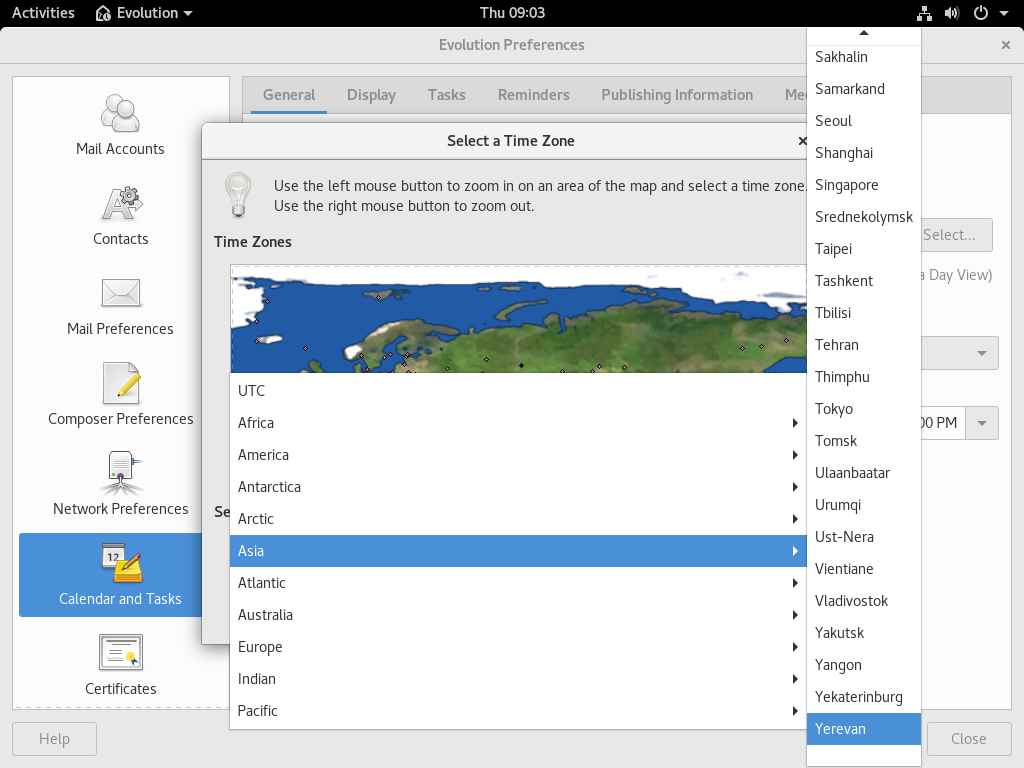 Activities
Evolution
Thu 09:03
Evolution Preferences
General
Display
Tasks
Reminders
Publishing Information
Mail Accounts
Contacts
Mail Preferences
Composer Preferences
Network Preferences
12
Calendar and Tasks
Certificates
Select a Time Zone
Use the left mouse button to zoom in on an area of the map and select a time zone.
Use the right mouse button to zoom out.
Time Zones
UTC
Africa
America
Antarctica
Arctic
Asia
Atlantic
Australia
Europe
Indian
Pacific
Sakhalin
Samarkand
Seoul
Shanghai
Singapore
Srednekolymsk
Taipei
Tashkent
Tbilisi
Tehran
Thimphu
Tokyo
Tomsk
Ulaanbaatar
Urumqi
Ust-Nera
Vientiane
Vladivostok
Yakutsk
Yangon
Yekaterinburg
Yerevan
Select...
a Day View)
00 PM
Help
Close